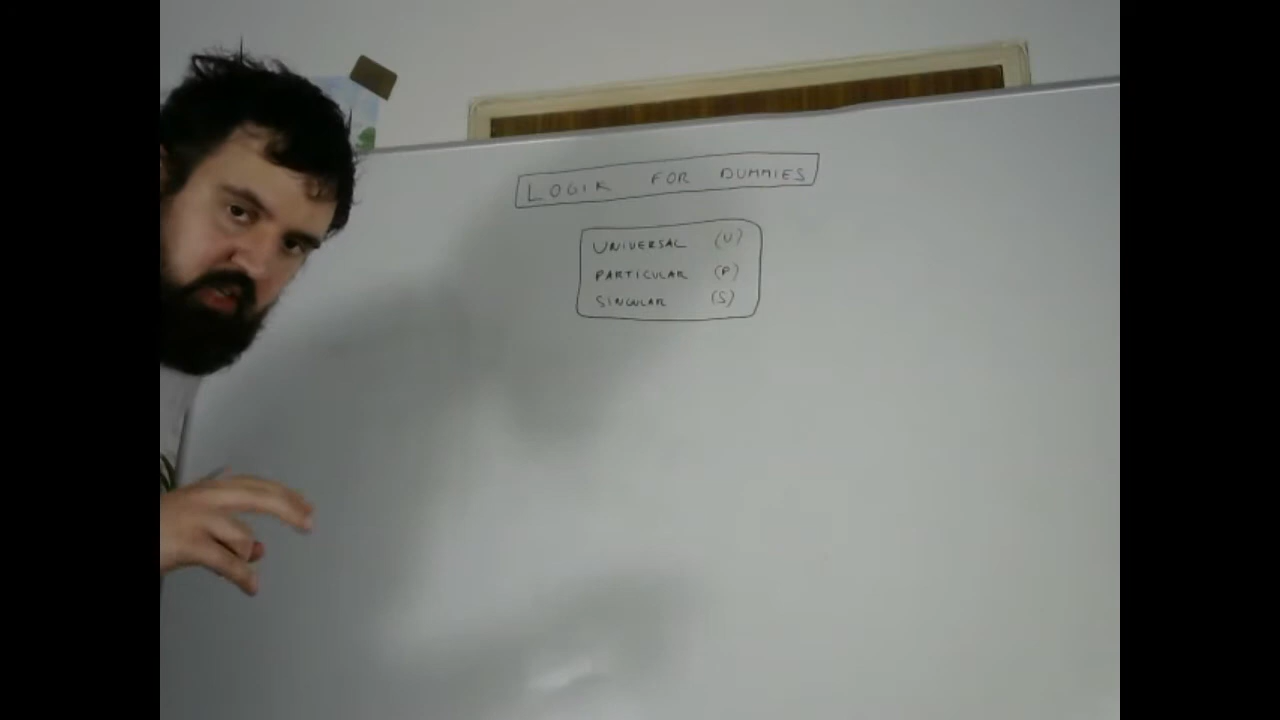 LOGIK FOR DUMMIES
UNIVERSAL (U)
PARTICULAR (P)
SINGULAR (S)